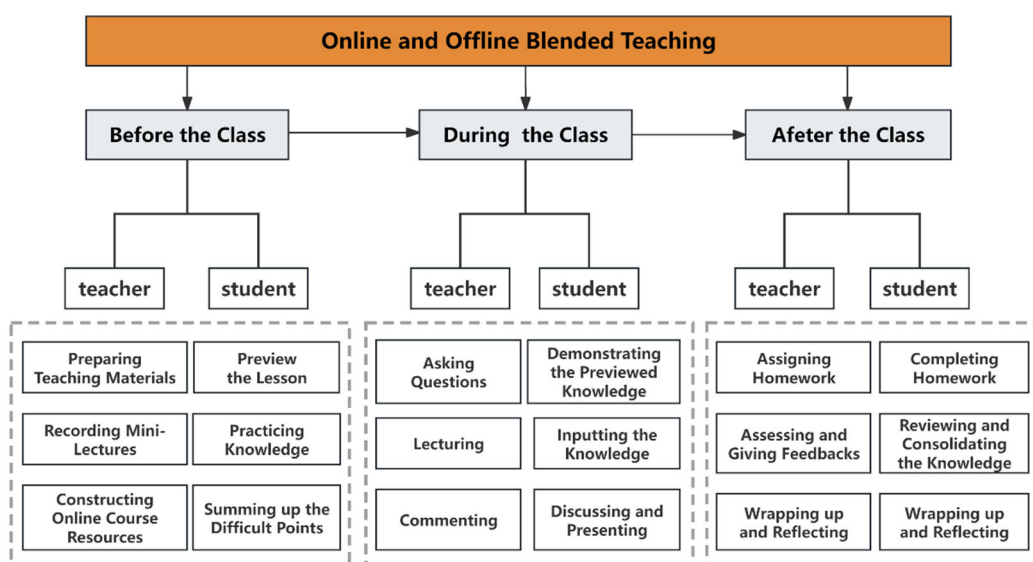 Online and Offline Blended Teaching
Before the Class
During the Class
Afeter the Class
teacher
student
teacher
student
teacher
student
Preparing
Teaching Materials
Preview
the Lesson
Recording Mini-
Lectures
Practicing
Knowledge
Constructing
Online Course
Resources
Summing up the
Difficult Points
Asking
Questions
Demonstrating
the Previewed
Knowledge
Lecturing
Inputting the
Knowledge
Commenting
Discussing and
Presenting
Assigning
Homework
Completing
Homework
Assessing and
Giving Feedbacks
Reviewing and
Consolidating
the Knowledge
Wrapping up
and Reflecting
Wrapping up
and Reflecting